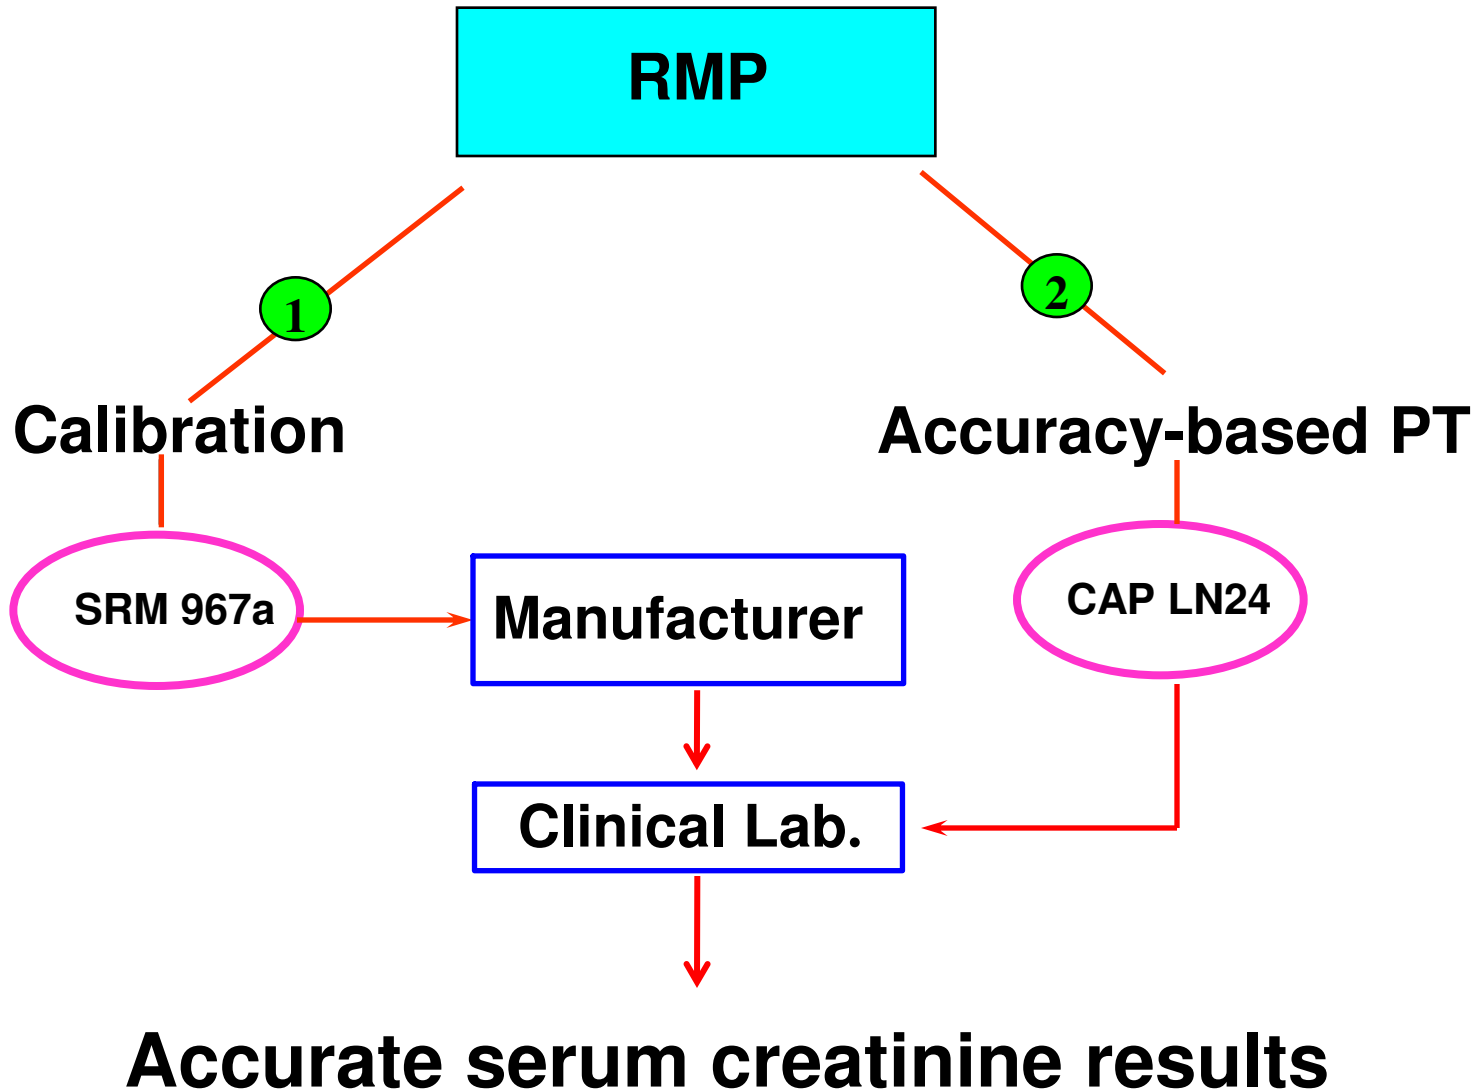 RMP
1
2
Calibration
Accuracy-based PT
SRM 967a
Manufacturer
CAP LN24
Clinical Lab.
Accurate serum creatinine results